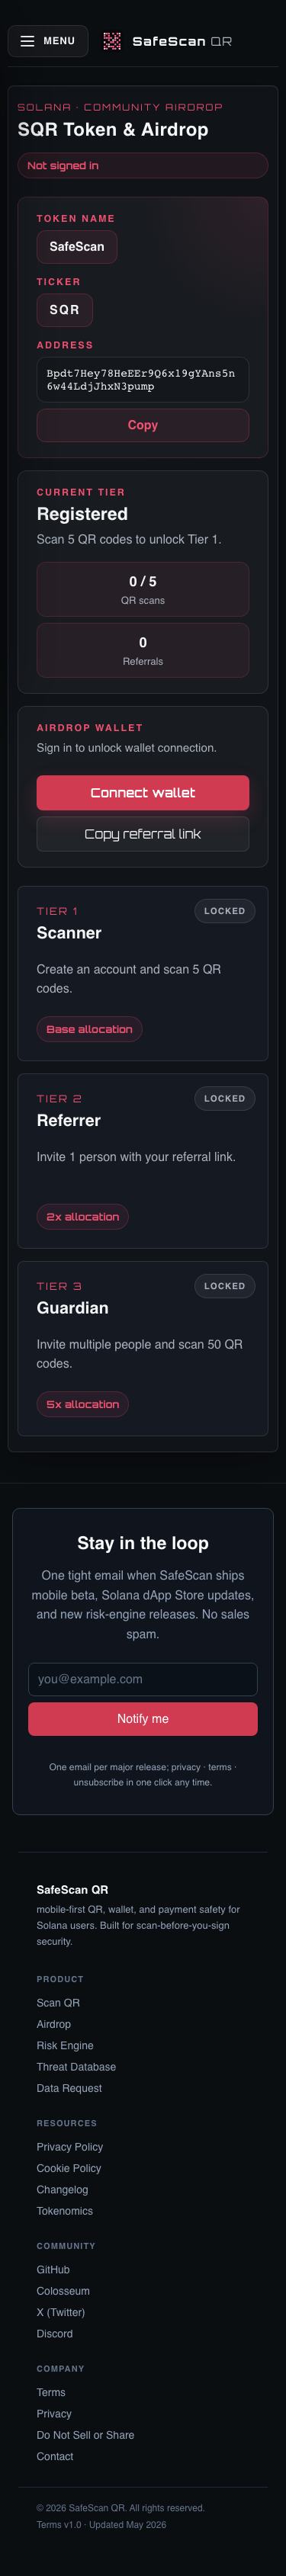 MENU
SafeScan QR
SOLANA · COMMUNITY AIRDROP
SQR Token & Airdrop
Not signed in
TOKEN NAME
SafeScan
TICKER
SQR
ADDRESS
Bpdt7Hey78HeEEr9Q6x19gYAns5n
6w44LdjJhxN3pump
Copy
CURRENT TIER
Registered
Scan 5 QR codes to unlock Tier 1.
0 / 5
QR scans
0
Referrals
AIRDROP WALLET
Sign in to unlock wallet connection.
Connect wallet
Copy referral link
TIER 1
LOCKED
Scanner
Create an account and scan 5 QR
codes.
Base allocation
TIER 2
LOCKED
Referrer
Invite 1 person with your referral link.
2x allocation
TIER 3
LOCKED
Guardian
Invite multiple people and scan 50 QR
codes.
5x allocation
Stay in the loop
One tight email when SafeScan ships
mobile beta, Solana dApp Store updates,
and new risk-engine releases. No sales
spam.
you@example.com
Notify me
One email per major release; privacy · terms ·
unsubscribe in one click any time.
SafeScan QR
mobile-first QR, wallet, and payment safety for
Solana users. Built for scan-before-you-sign
security.
PRODUCT
Scan QR
Airdrop
Risk Engine
Threat Database
Data Request
RESOURCES
Privacy Policy
Cookie Policy
Changelog
Tokenomics
COMMUNITY
GitHub
Colosseum
X (Twitter)
Discord
COMPANY
Terms
Privacy
Do Not Sell or Share
Contact
© 2026 SafeScan QR. All rights reserved.
Terms v1.0 · Updated May 2026